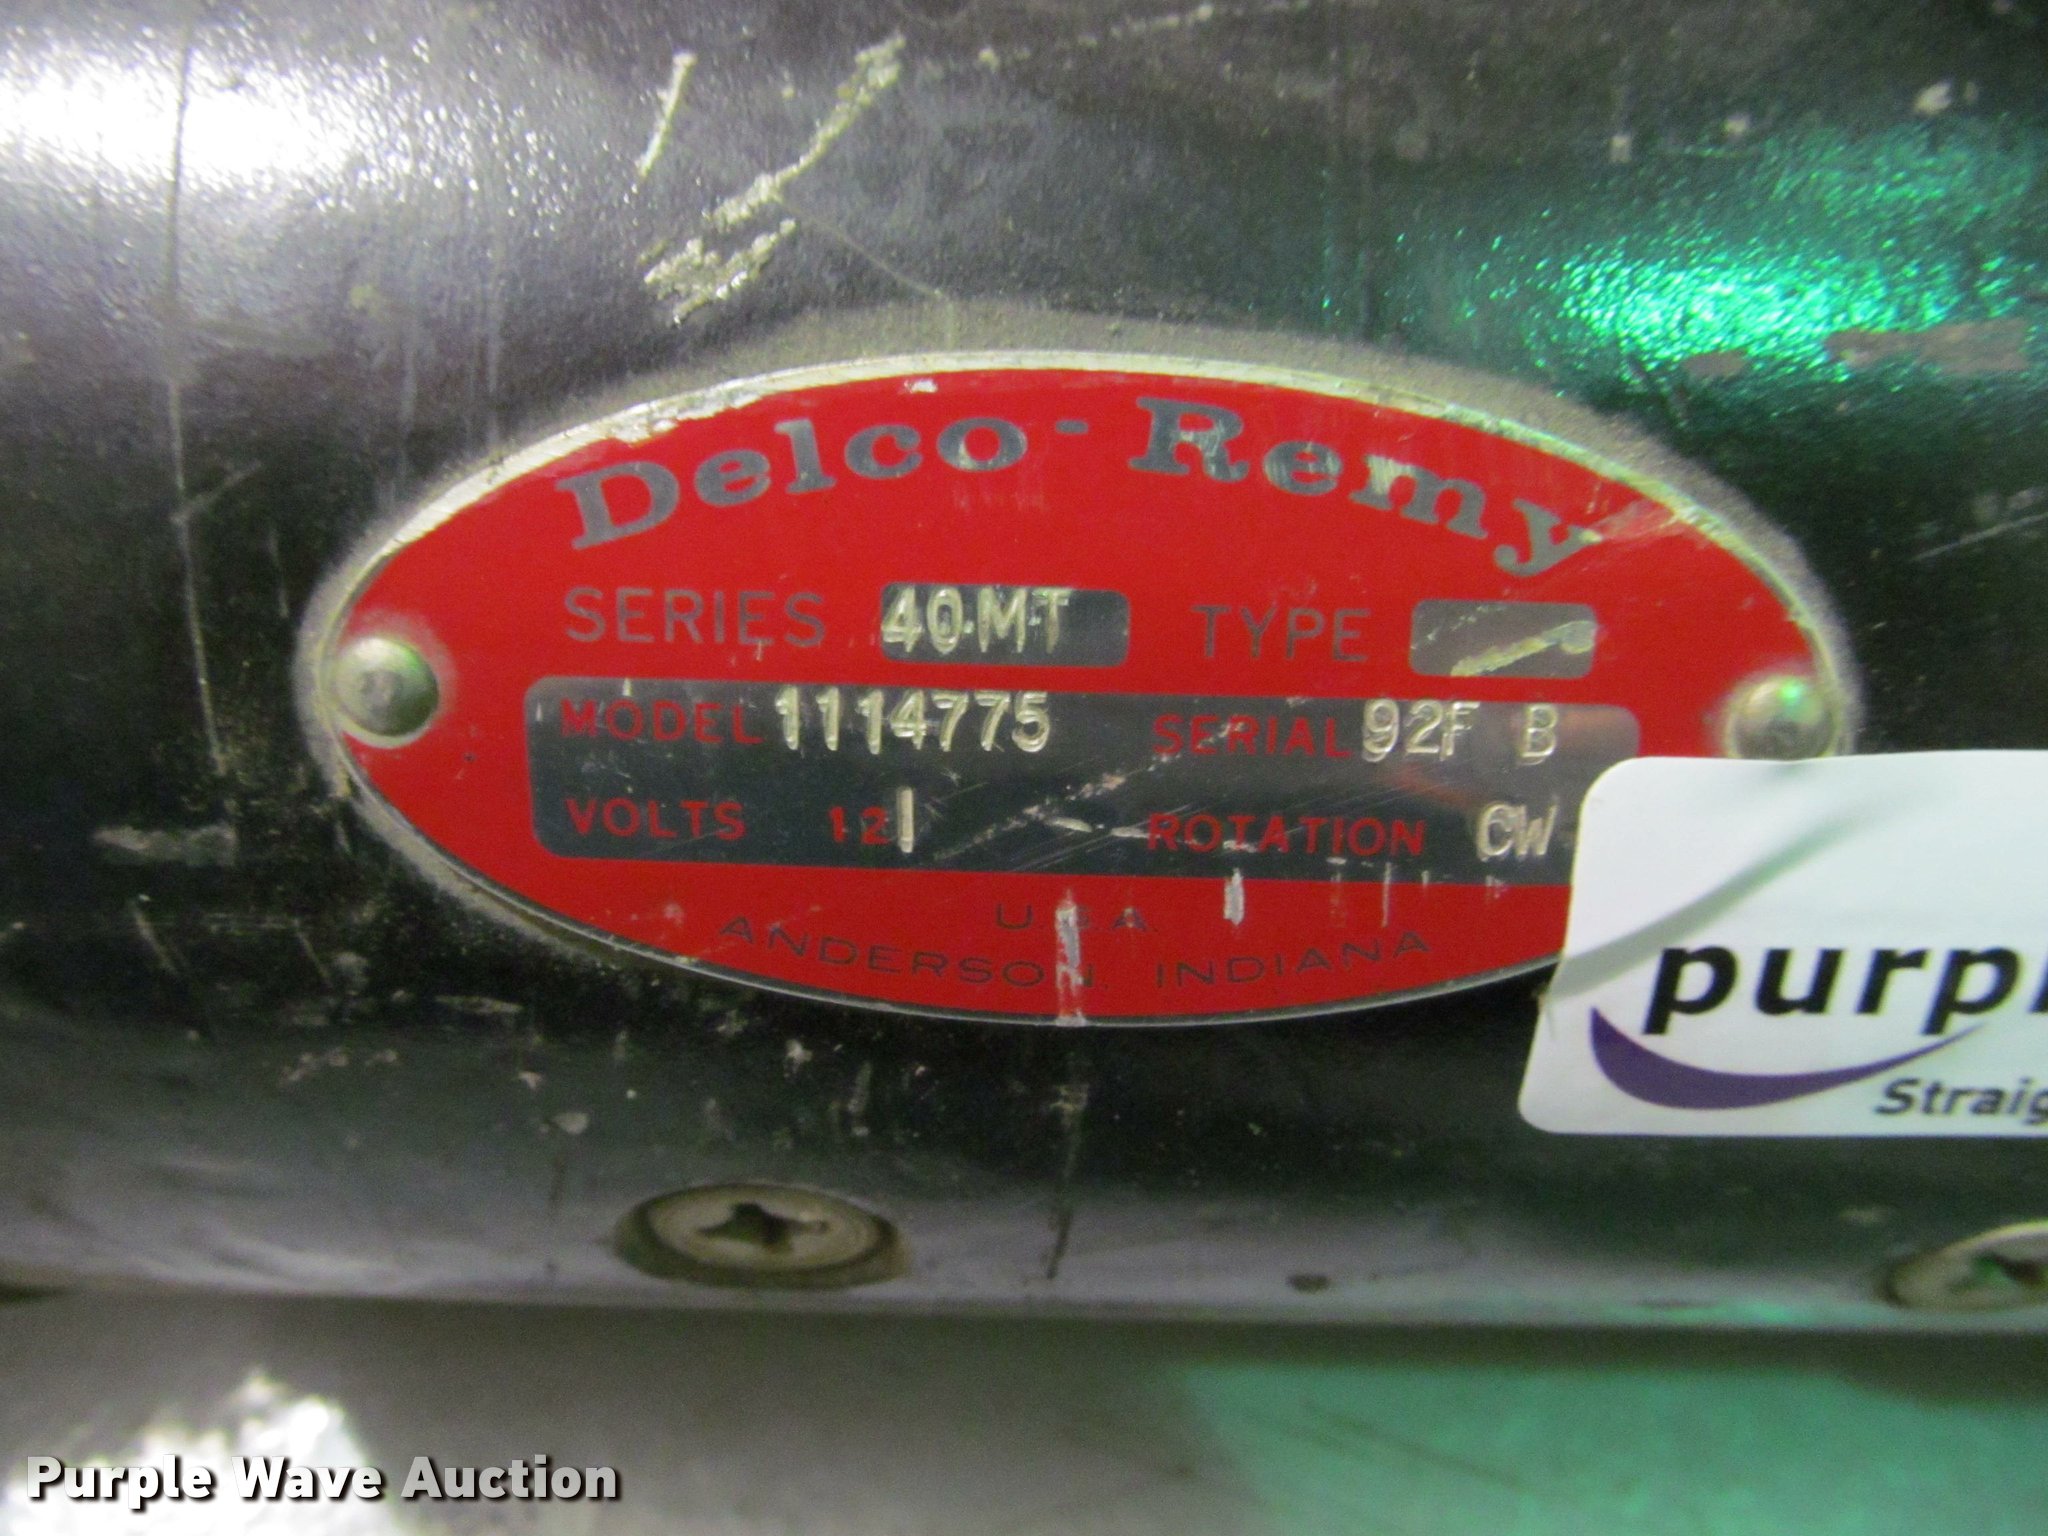 Delco-Remy
SERIES 40-MT TYPE
MODEL 1114775 SERIAL 92F B
VOLTS 12 ROTATION CW
U.S.A.
ANDERSON, INDIANA
purpl
Straig
Purple Wave Auction